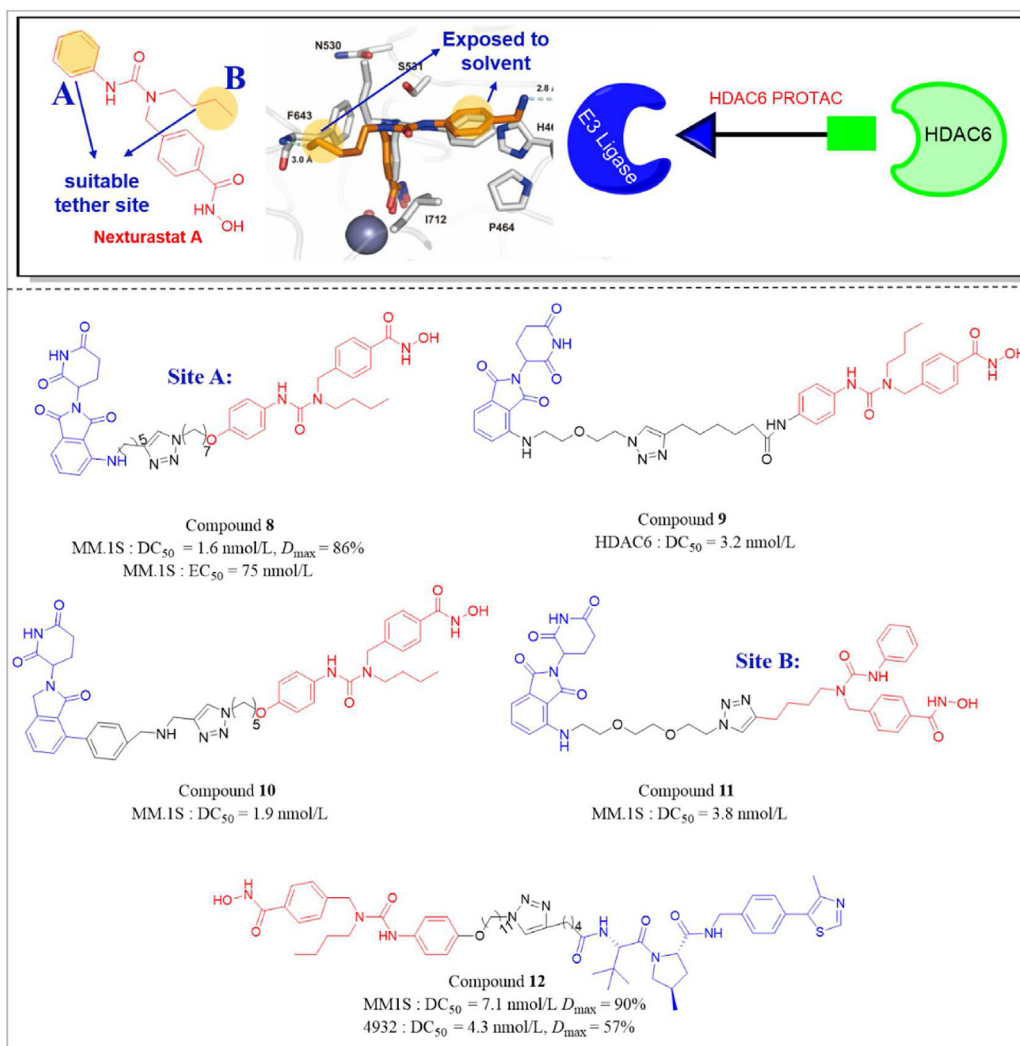 A
B
suitable
tether site
Nexturastat A
N530
Exposed to
solvent
S531
2.8
F643
3.0 Å
I712
P464
HDAC6 PROTAC
E3 Ligase
HDAC6
Site A:
Compound 8
MM.1S : DC50 = 1.6 nmol/L, Dmax = 86%
MM.1S : EC50 = 75 nmol/L
Compound 9
HDAC6 : DC50 = 3.2 nmol/L
Compound 10
MM.1S : DC50 = 1.9 nmol/L
Site B:
Compound 11
MM.1S : DC50 = 3.8 nmol/L
Compound 12
MM1S : DC50 = 7.1 nmol/L Dmax = 90%
4932 : DC50 = 4.3 nmol/L, Dmax = 57%